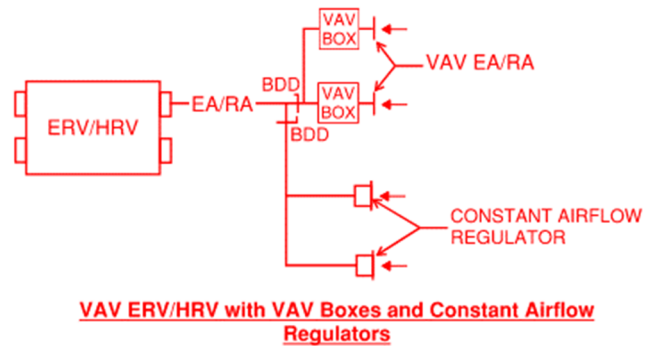 VAV
BOX
VAV EA/RA
BDD
VAV
BOX
EA/RA
BDD
ERV/HRV
CONSTANT AIRFLOW
REGULATOR
VAV ERV/HRV with VAV Boxes and Constant Airflow
Regulators